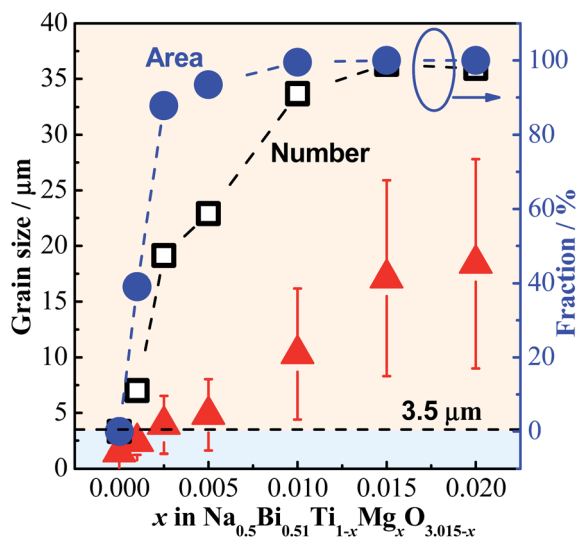 40
35
30
25
20
15
10
5
0
Grain size / μm
Area
Number
3.5 μm
100
80
60
40
20
0
Fraction / %
0.000 0.005 0.010 0.015 0.020
x in Na0.5Bi0.51Ti1-xMgxO3.015-x